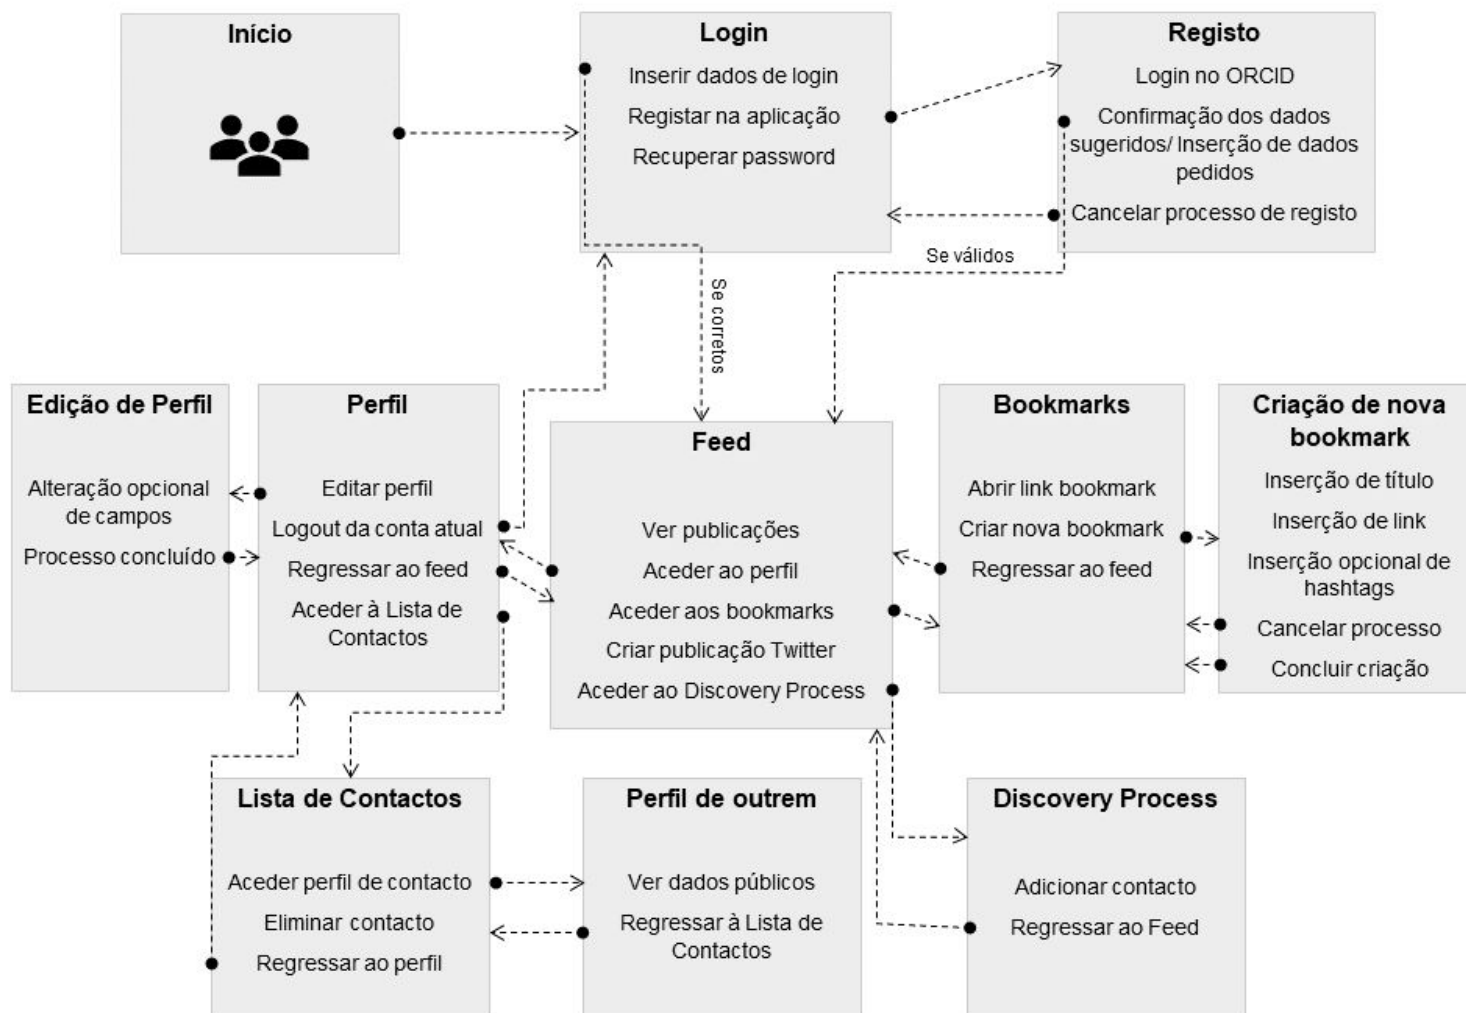 Início
Login
Inserir dados de login
Registar na aplicação
Recuperar password
Registo
Login no ORCID
Confirmação dos dados
sugeridos/ Inserção de dados
pedidos
Cancelar processo de registo
Se válidos
Se corretos
Edição de Perfil
Alteração opcional
de campos
Processo concluído
Perfil
Editar perfil
Logout da conta atual
Regressar ao feed
Aceder à Lista de
Contactos
Feed
Ver publicações
Aceder ao perfil
Aceder aos bookmarks
Criar publicação Twitter
Aceder ao Discovery Process
Bookmarks
Abrir link bookmark
Criar nova bookmark
Regressar ao feed
Criação de nova
bookmark
Inserção de título
Inserção de link
Inserção opcional de
hashtags
Cancelar processo
Concluir criação
Lista de Contactos
Aceder perfil de contacto
Eliminar contacto
Regressar ao perfil
Perfil de outrem
Ver dados públicos
Regressar à Lista de
Contactos
Discovery Process
Adicionar contacto
Regressar ao Feed